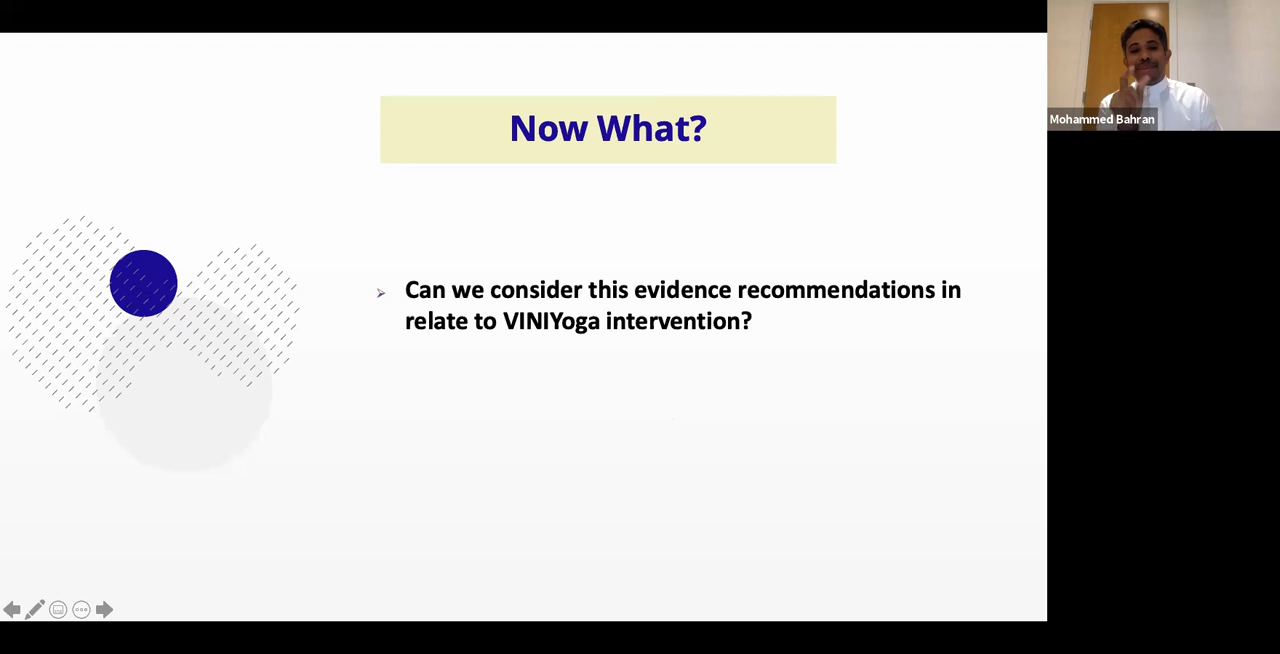 Now What?
Can we consider this evidence recommendations in
relate to VINIYoga intervention?
Mohammed Bahran